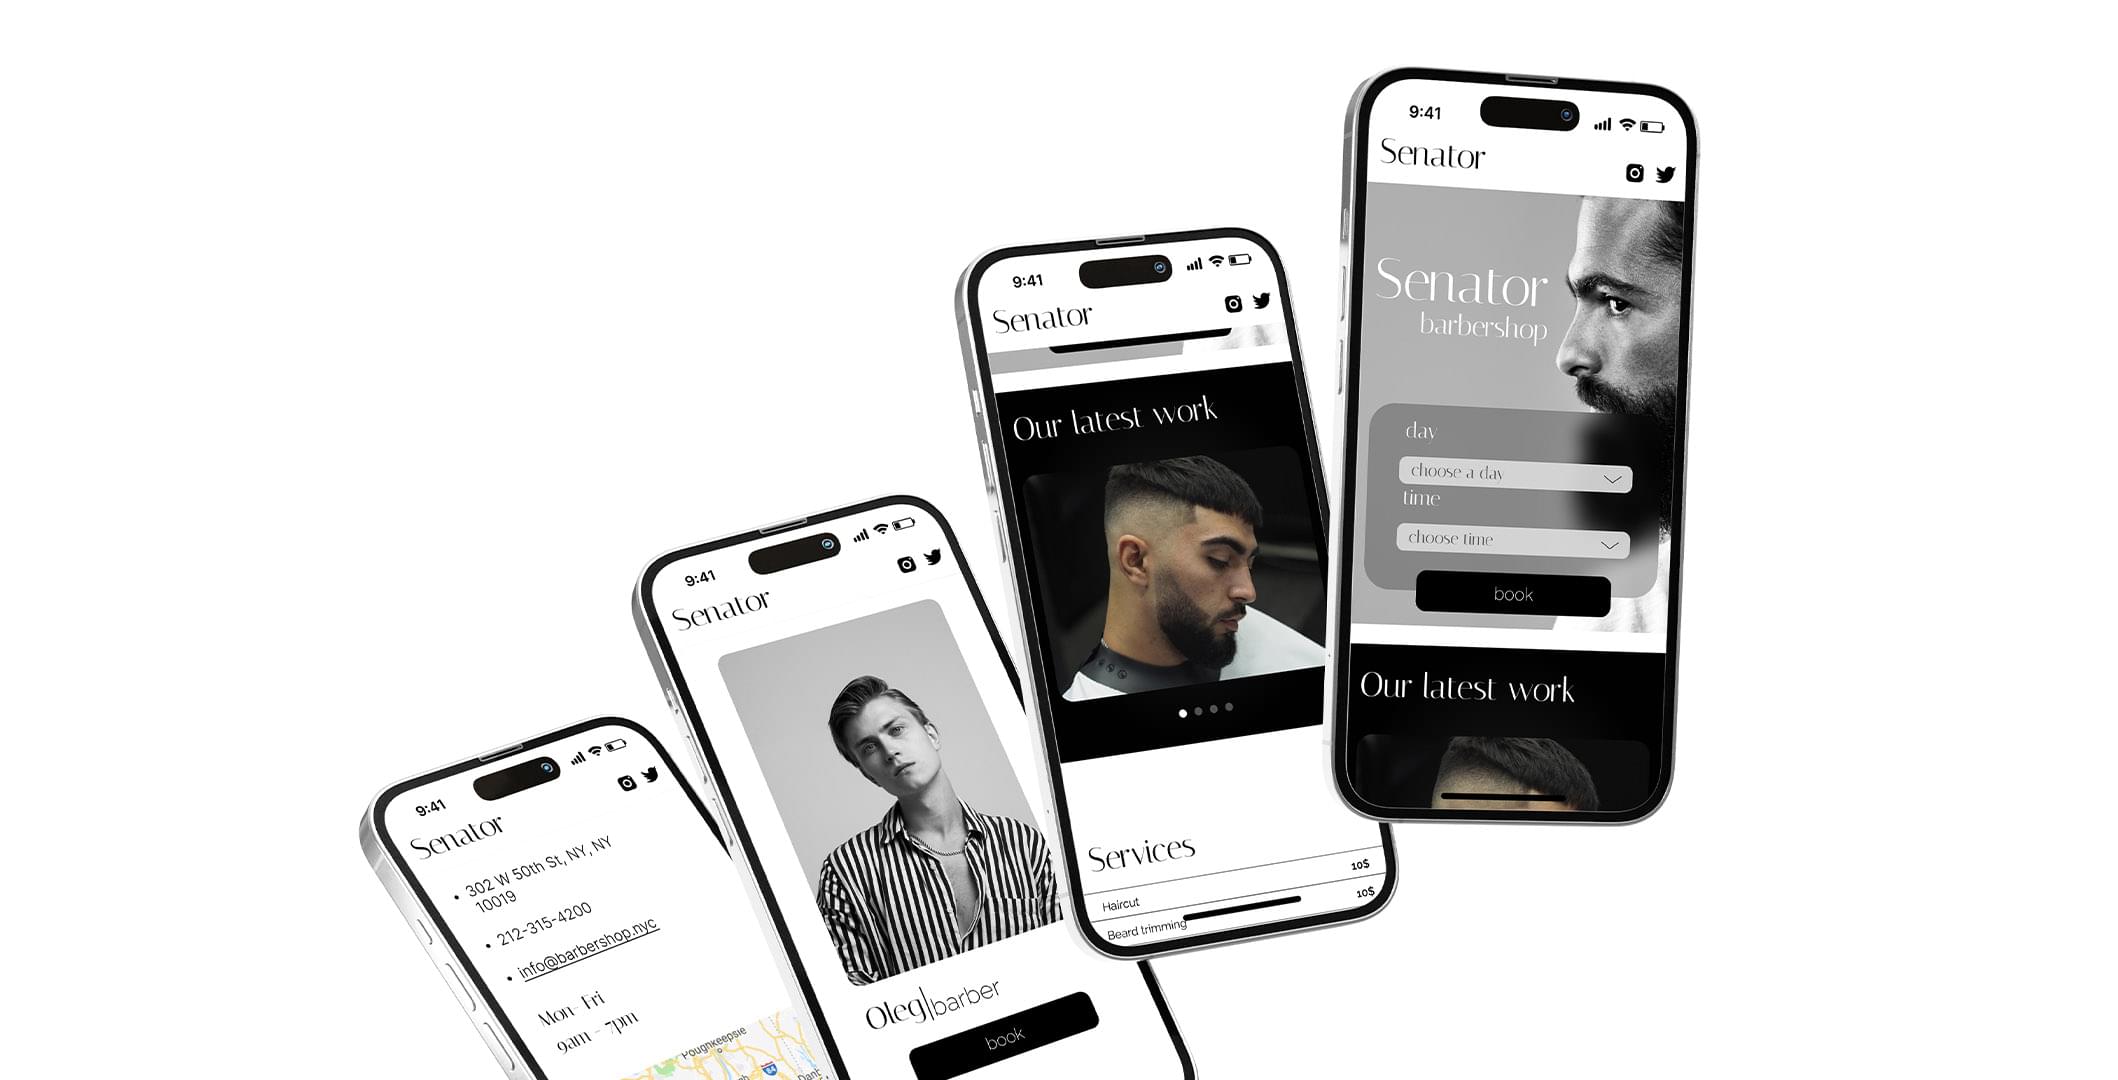 9:41
Senator
302 W 50th St, NY, NY
10019
212-315-4200
info@barbershop.nyc
Mon- Fri
9am - 7pm
Poughkeepsie
84
9:41
Senator
Oleg|barber
book
9:41
Senator
Our latest work
Services
10$
Haircut
10$
Beard trimming
9:41
Senator
Senator
barbershop
day
choose a day
time
choose time
book
Our latest work